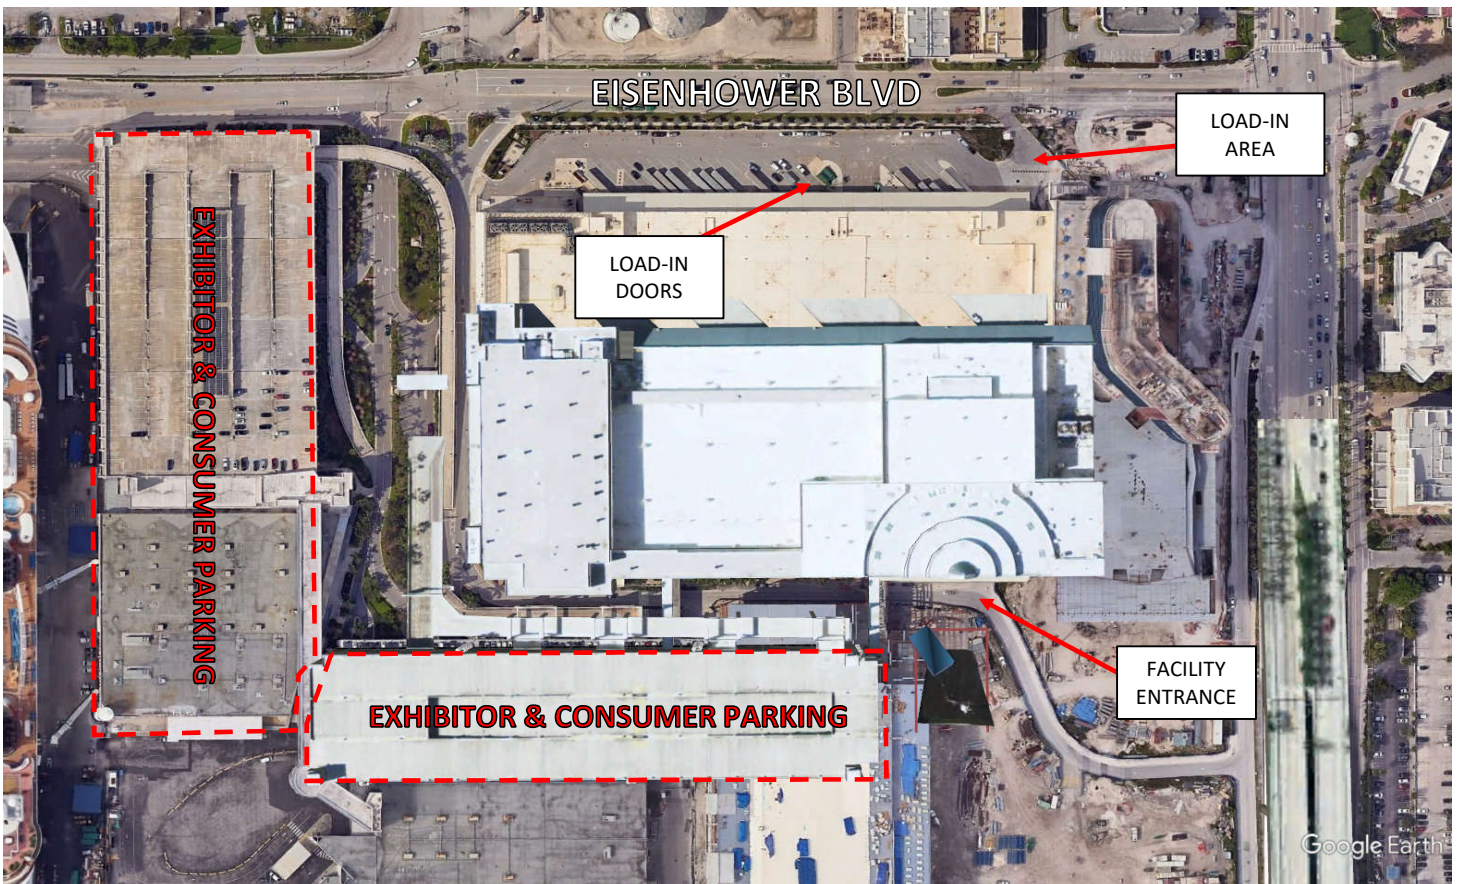 EISENHOWER BLVD
LOAD-IN
AREA
LOAD-IN
DOORS
EXHIBITOR & CONSUMER PARKING
FACILITY
ENTRANCE
EXHIBITOR & CONSUMER PARKING
Google Earth